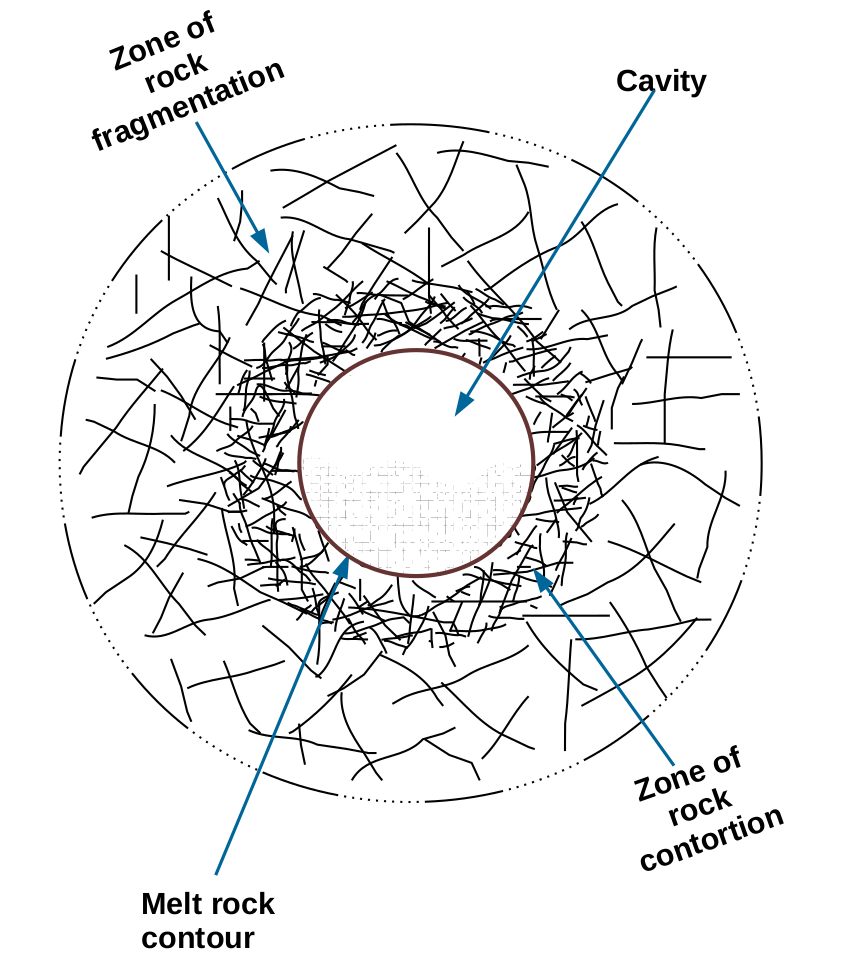 Zone of
rock
fragmentation
Cavity
Zone of
rock
contortion
Melt rock
contour